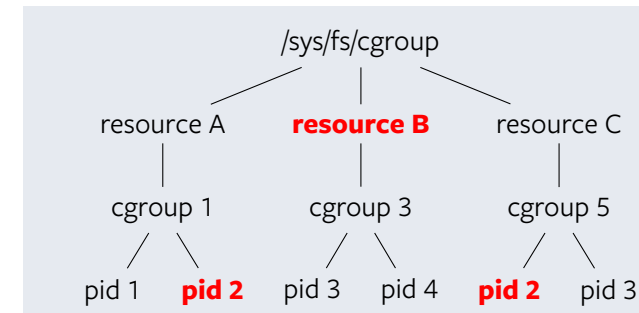 /sys/fs/cgroup
resource A resource B resource C
cgroup 1 cgroup 3 cgroup 5
pid 1 pid 2 pid 3 pid 4 pid 2 pid 3